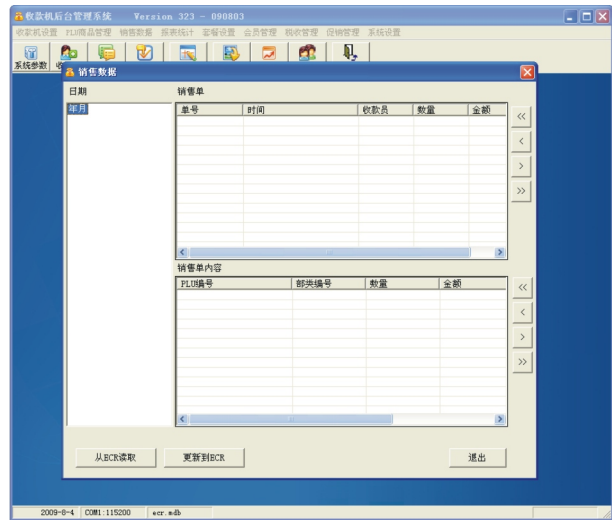 收款机后台管理系统 Version 323 - 090803
收款机设置 PLU商品管理 销售数据 报表统计 套餐设置 会员管理 税收管理 促销管理 系统设置
系统参数
销售数据
日期 销售单
年月
单号 时间 收款员 数量 金额
销售单内容
PLU编号 部类编号 数量 金额
从ECR读取 更新到ECR 退出
2009-8-4 COM1:115200 ecr.mdb